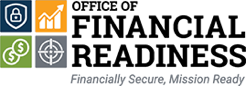 OFFICE OF
FINANCIAL
READINESS
Financially Secure, Mission Ready